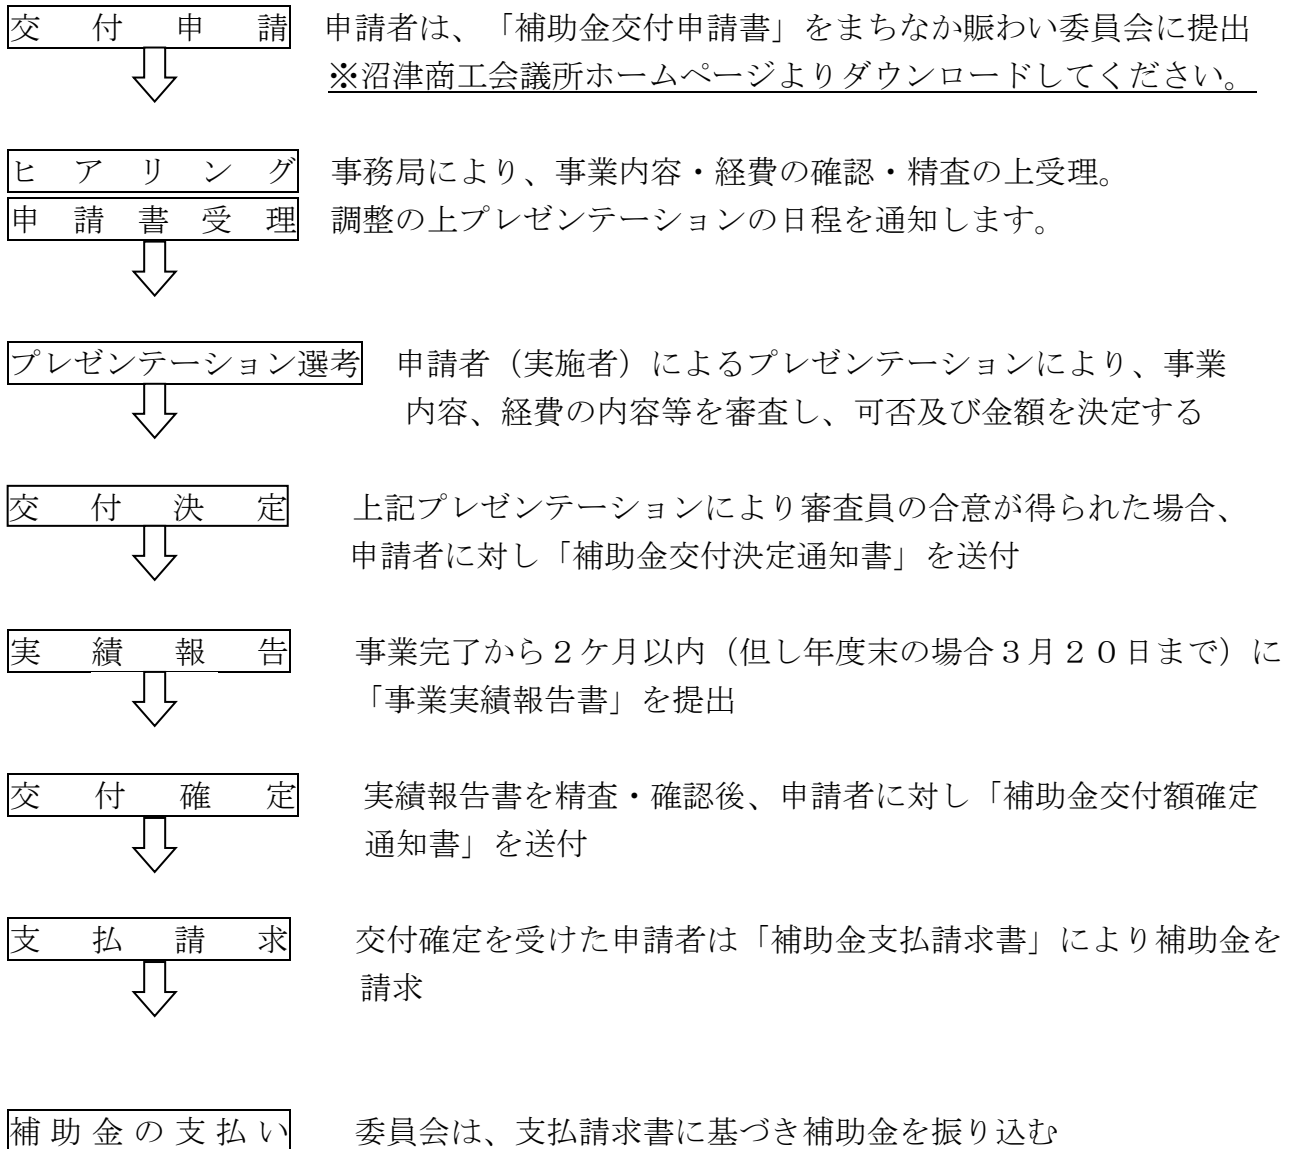 交付申請 申請者は、「補助金交付申請書」をまちなか賑わい委員会に提出
※沼津商工会議所ホームページよりダウンロードしてください。
ヒアリング 事務局により、事業内容・経費の確認・精査の上受理。
申請書受理 調整の上プレゼンテーションの日程を通知します。
プレゼンテーション選考 申請者（実施者）によるプレゼンテーションにより、事業
内容、経費の内容等を審査し、可否及び金額を決定する
交付決定 上記プレゼンテーションにより審査員の合意が得られた場合、
申請者に対し「補助金交付決定通知書」を送付
実績報告 事業完了から２ケ月以内（但し年度末の場合３月２０日まで）に
「事業実績報告書」を提出
交付確定 実績報告書を精査・確認後、申請者に対し「補助金交付額確定
通知書」を送付
支払請求 交付確定を受けた申請者は「補助金支払請求書」により補助金を
請求
補助金の支払い 委員会は、支払請求書に基づき補助金を振り込む